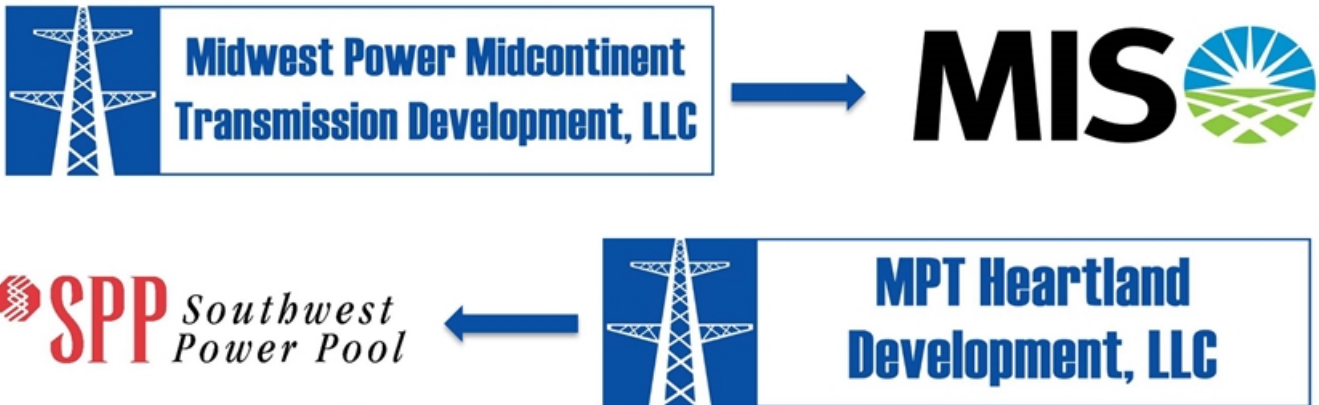 Midwest Power Midcontinent
Transmission Development, LLC
MISO
SPP Southwest
Power Pool
MPT Heartland
Development, LLC